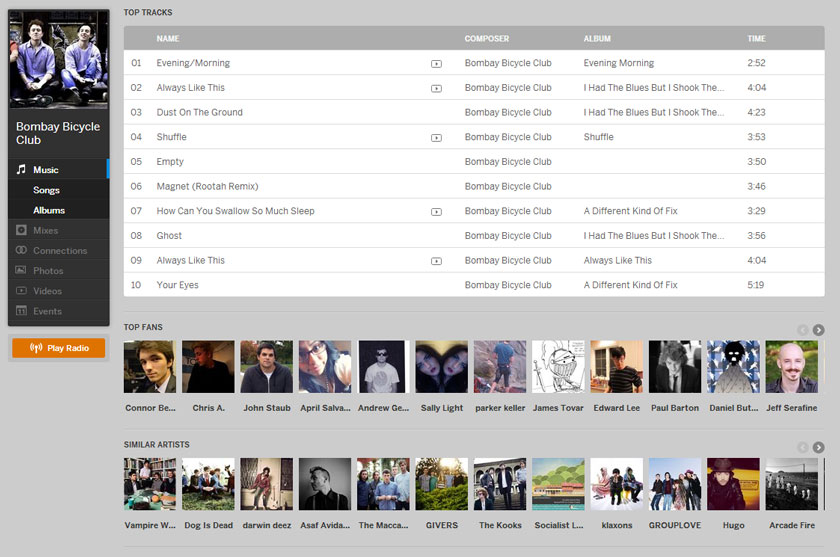 Bombay Bicycle
Club
Music
Songs
Albums
Mixes
Connections
Photos
Videos
11 Events
Play Radio
TOP TRACKS
NAME COMPOSER ALBUM TIME
01 Evening/Morning Bombay Bicycle Club Evening Morning 2:52
02 Always Like This Bombay Bicycle Club I Had The Blues But I Shook The... 4:04
03 Dust On The Ground Bombay Bicycle Club I Had The Blues But I Shook The... 4:23
04 Shuffle Bombay Bicycle Club Shuffle 3:53
05 Empty Bombay Bicycle Club 3:50
06 Magnet (Rootah Remix) Bombay Bicycle Club 3:46
07 How Can You Swallow So Much Sleep Bombay Bicycle Club A Different Kind Of Fix 3:29
08 Ghost Bombay Bicycle Club I Had The Blues But I Shook The... 3:56
09 Always Like This Bombay Bicycle Club Always Like This 4:04
10 Your Eyes Bombay Bicycle Club A Different Kind Of Fix 5:19
TOP FANS
Connor Be... Chris A. John Staub April Salva... Andrew Ge... Sally Light parker keller James Tovar Edward Lee Paul Barton Daniel But... Jeff Serafine
SIMILAR ARTISTS
Vampire W... Dog Is Dead darwin deez Asaf Avida... The Macca... GIVERS The Kooks Socialist L... klaxons GROUPLOVE Hugo Arcade Fire